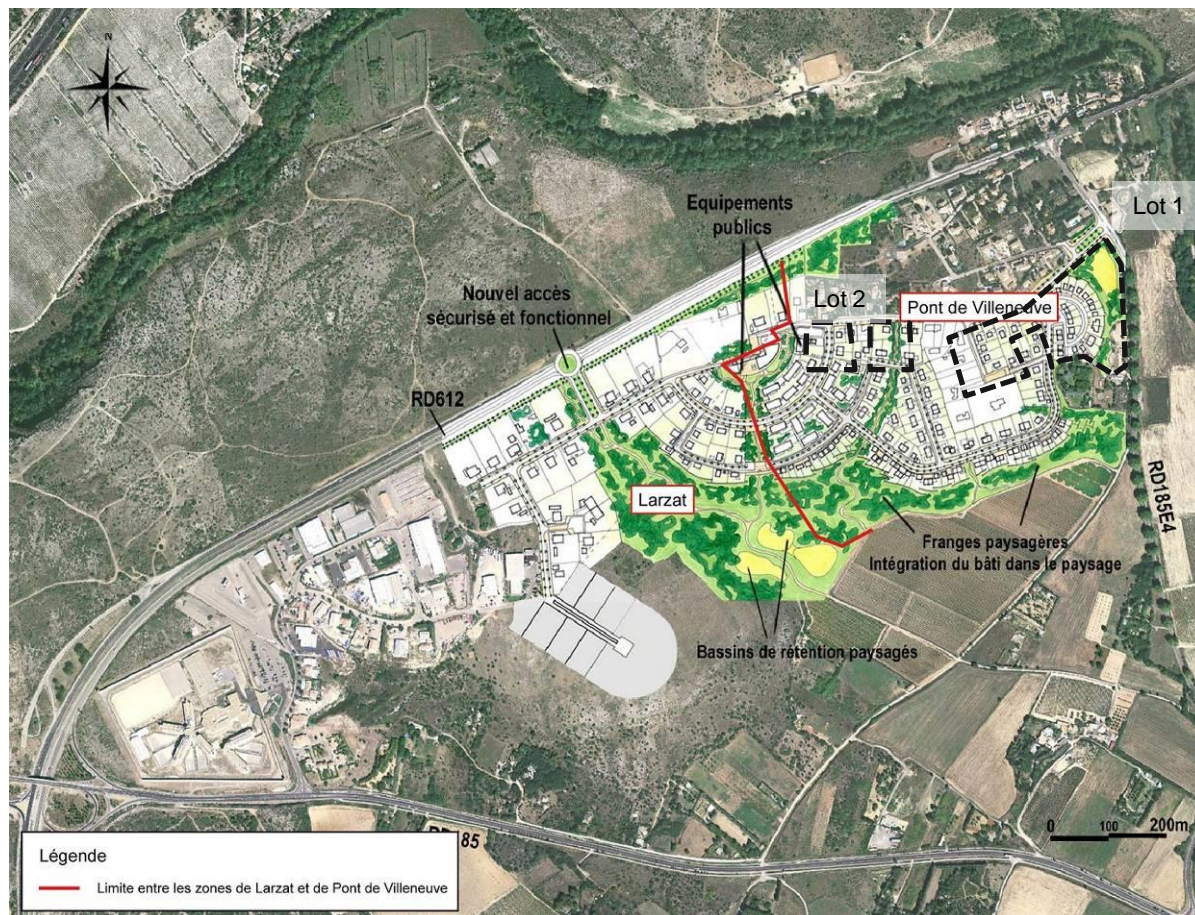 N
Equipements
publics
Lot 1
Lot 2
Pont de Villeneuve
Nouvel accès
sécurisé et fonctionnel
RD612
RD185E4
Larzat
Franges paysagères
Intégration du bâti dans le paysage
Bassins de rétention paysagés
0 100 200m
Légende
Limite entre les zones de Larzat et de Pont de Villeneuve